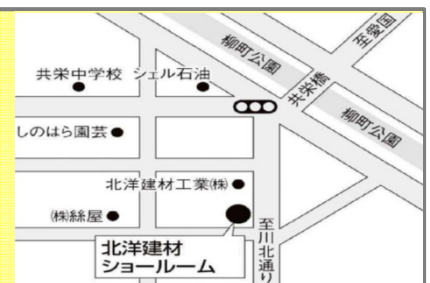 至愛国
柳町公園
共栄中学校
シェル石油
共栄橋
柳町公園
しのはら園芸
北洋建材工業㈱
㈱絲屋
至川北通り
北洋建材
ショールーム